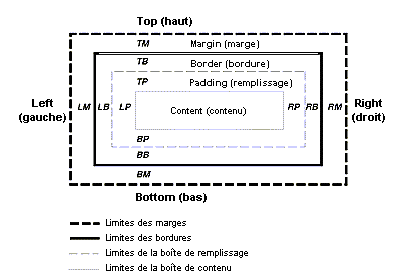 Top (haut)
TM Margin (marge)
TB Border (bordure)
TP Padding (remplissage)
Left
(gauche)
LM LB LP Content (contenu) RP RB RM
Right
(droit)
BP
BB
BM
Bottom (bas)
Limites des marges
Limites des bordures
Limites de la boîte de remplissage
Limites de la boîte de contenu